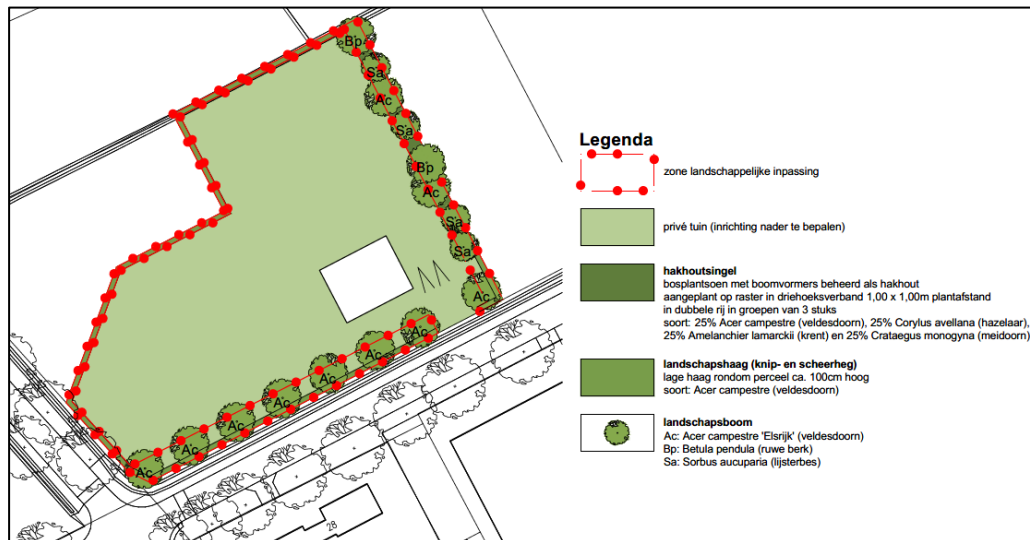 Bp
Sa
Ac
Sa
Bp
Ac
Sa
Sa
Ac
Ac
Ac
Ac
Ac
Ac
Ac
Ac
28
Legenda
zone landschappelijke inpassing
privé tuin (inrichting nader te bepalen)
hakhoutsingel
bosplantsoen met boomvormers beheerd als hakhout
aangeplant op raster in driehoeksverband 1,00 x 1,00m plantafstand
in dubbele rij in groepen van 3 stuks
soort: 25% Acer campestre (veldesdoorn), 25% Corylus avellana (hazelaar),
25% Amelanchier lamarckii (krent) en 25% Crataegus monogyna (meidoorn)
landschapshaag (knip- en scheerheg)
lage haag rondom perceel ca. 100cm hoog
soort: Acer campestre (veldesdoorn)
landschapsboom
Ac: Acer campestre 'Elsrijk' (veldesdoorn)
Bp: Betula pendula (ruwe berk)
Sa: Sorbus aucuparia (lijsterbes)